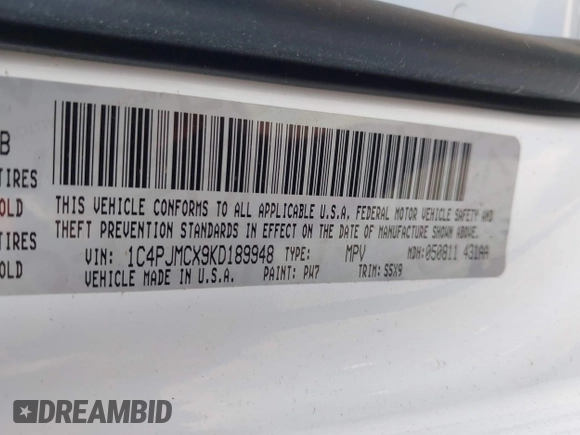 B
TIRES
OLD
TIRES
OLD
THIS VEHICLE CONFORMS TO ALL APPLICABLE U.S.A. FEDERAL MOTOR VEHICLE SAFETY AND
THEFT PREVENTION STANDARDS IN EFFECT ON THE DATE OF MANUFACTURE SHOWN ABOVE.
VIN: 1C4PJMCX9KD189948 TYPE: MPV MDH: 050811 431AA
VEHICLE MADE IN U.S.A. PAINT: PW7 TRIM: S5X9
DREAMBID